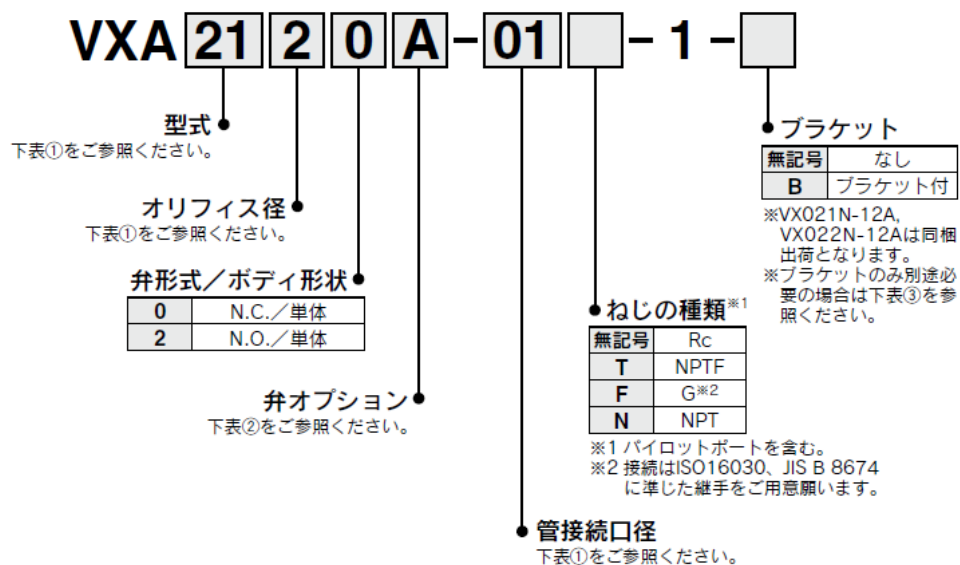 VXA 21 2 0 A - 01 - 1 -
型式
下表①をご参照ください。
オリフィス径
下表①をご参照ください。
弁形式／ボディ形状
0 N.C.／単体
2 N.O.／単体
弁オプション
下表②をご参照ください。
管接続口径
下表①をご参照ください。
ねじの種類※1
無記号 Rc
T NPTF
F G※2
N NPT
※1 パイロットポートを含む。
※2 接続はISO16030、JIS B 8674
に準じた継手をご用意願います。
ブラケット
無記号 なし
B ブラケット付
※VX021N-12A,
VX022N-12Aは同梱
出荷となります。
※ブラケットのみ別途必
要の場合は下表③を参
照ください。